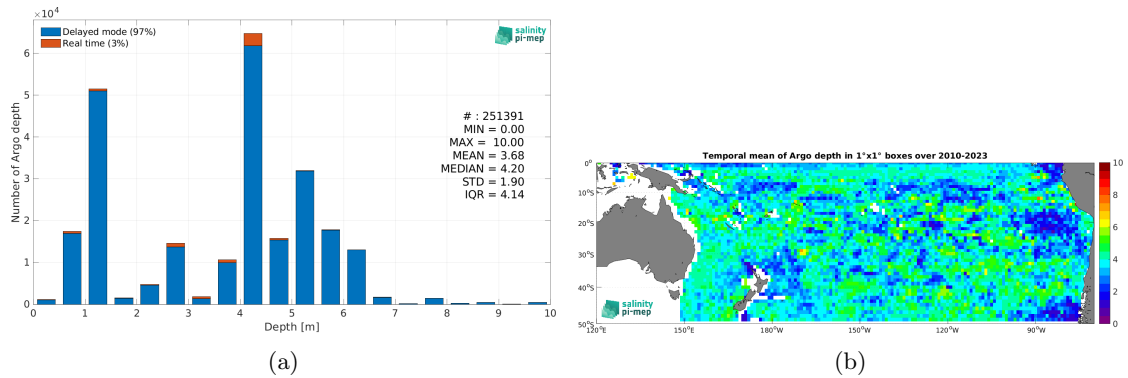 ×10⁴
Delayed mode (97%)
Real time (3%)
salinity
pi-mep
6
5
4
3
2
1
0
Number of Argo depth
# : 251391
MIN = 0.00
MAX = 10.00
MEAN = 3.68
MEDIAN = 4.20
STD = 1.90
IQR = 4.14
0 1 2 3 4 5 6 7 8 9 10
Depth [m]
(a)
Temporal mean of Argo depth in 1°x1° boxes over 2010-2023
0°
10°S
20°S
30°S
40°S
50°S
120°E 150°E 180°W 150°W 120°W 90°W
10
8
6
4
2
0
salinity
pi-mep
(b)